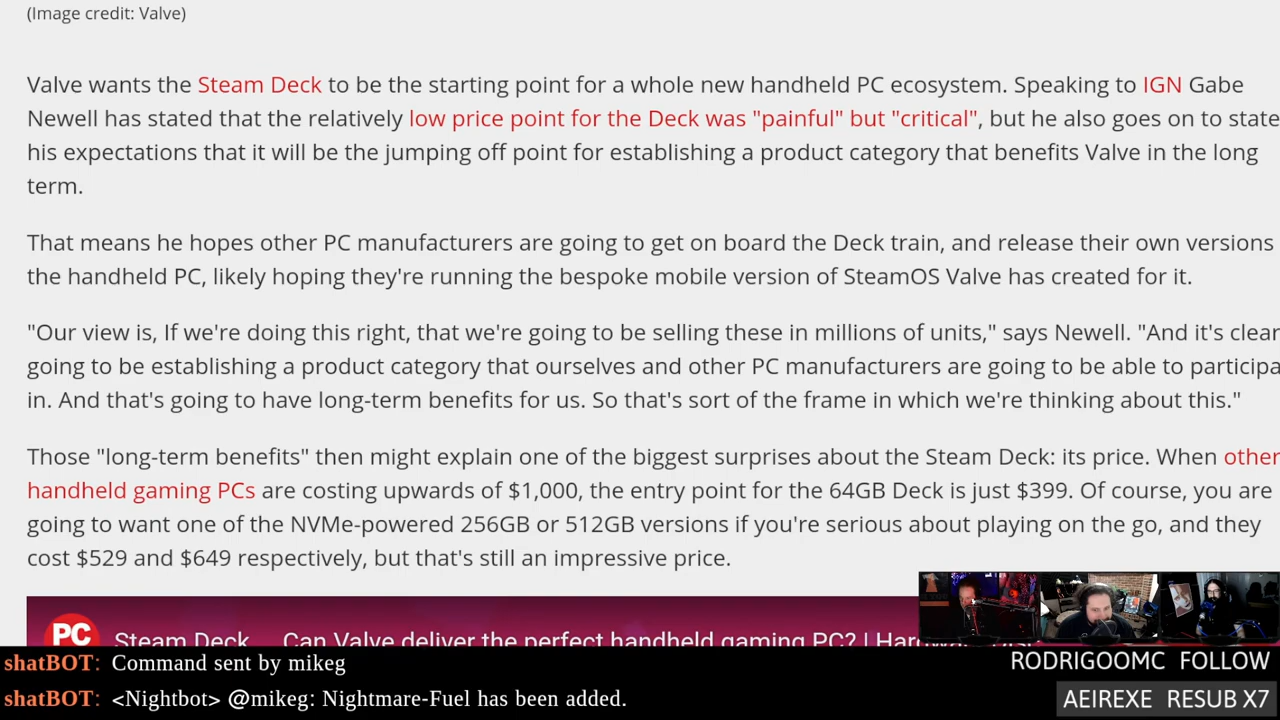 (Image credit: Valve)
Valve wants the Steam Deck to be the starting point for a whole new handheld PC ecosystem. Speaking to IGN Gabe
Newell has stated that the relatively low price point for the Deck was "painful" but "critical", but he also goes on to state
his expectations that it will be the jumping off point for establishing a product category that benefits Valve in the long
term.
That means he hopes other PC manufacturers are going to get on board the Deck train, and release their own versions
the handheld PC, likely hoping they're running the bespoke mobile version of SteamOS Valve has created for it.
"Our view is, If we're doing this right, that we're going to be selling these in millions of units," says Newell. "And it's clear
going to be establishing a product category that ourselves and other PC manufacturers are going to be able to participa
in. And that's going to have long-term benefits for us. So that's sort of the frame in which we're thinking about this."
Those "long-term benefits" then might explain one of the biggest surprises about the Steam Deck: its price. When other
handheld gaming PCs are costing upwards of $1,000, the entry point for the 64GB Deck is just $399. Of course, you are
going to want one of the NVMe-powered 256GB or 512GB versions if you're serious about playing on the go, and they
cost $529 and $649 respectively, but that's still an impressive price.
PC Steam Deck ... Can Valve deliver the perfect handheld gaming PC? |
shatBOT: Command sent by mikeg
RODRIGOOMC FOLLOW
shatBOT: <Nightbot> @mikeg: Nightmare-Fuel has been added.
AEIREXE RESUB X7